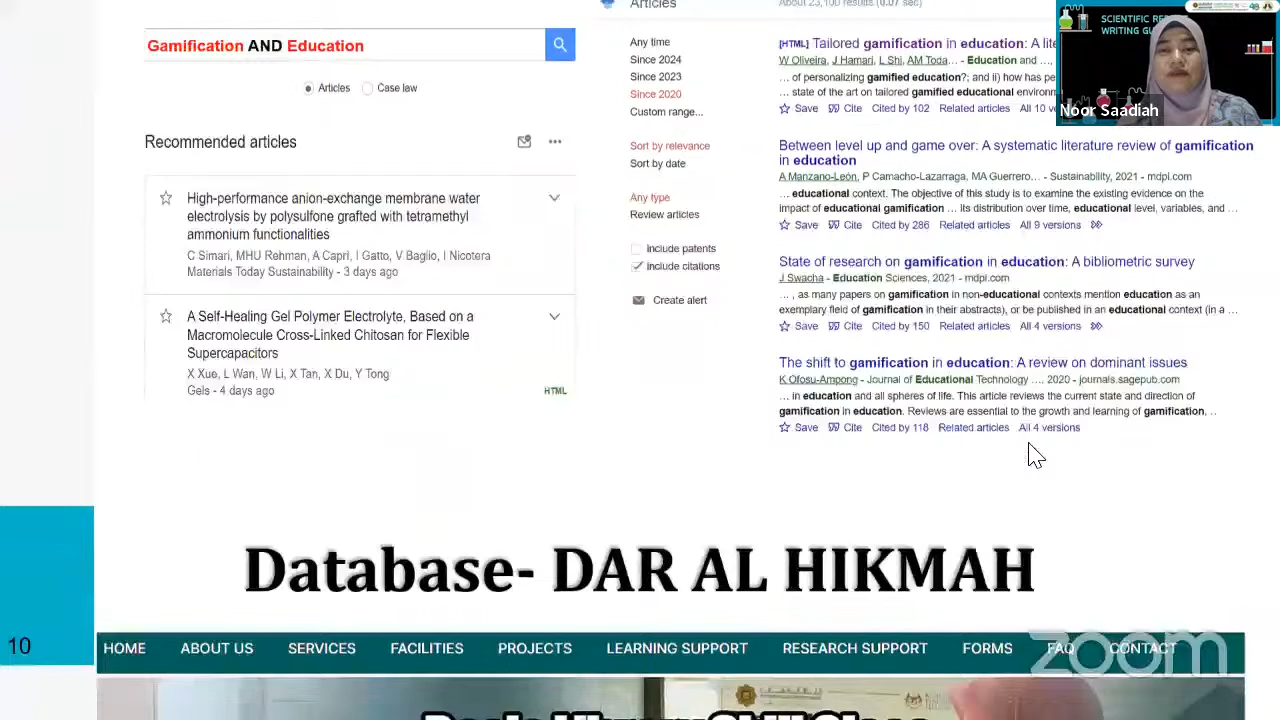 Gamification AND Education
Articles
Case law
Recommended articles
High-performance anion-exchange membrane water
electrolysis by polysulfone grafted with tetramethyl
ammonium functionalities
C Simari, MHU Rehman, A Capri, I Gatto, V Baglio, I Nicotera
Materials Today Sustainability - 3 days ago
A Self-Healing Gel Polymer Electrolyte, Based on a
Macromolecule Cross-Linked Chitosan for Flexible
Supercapacitors
X Xue, L Wan, W Li, X Tan, X Du, Y Tong
Gels - 4 days ago
HTML
Articles
About 23,100 results (0.07 sec)
Any time
Since 2024
Since 2023
Since 2020
Custom range...
Sort by relevance
Sort by date
Any type
Review articles
include patents
include citations
Create alert
[HTML] Tailored gamification in education: A lite
W Oliveira, J Hamari, L Shi, AM Toda... - Education and ...,
... of personalizing gamified education?; and ii) how has pe
state of the art on tailored gamified educational environm
Save Cite Cited by 102 Related articles All 10 ve
Between level up and game over: A systematic literature review of gamification
in education
A Manzano-León, P Camacho-Lazarraga, MA Guerrero... - Sustainability, 2021 - mdpi.com
... educational context. The objective of this study is to examine the existing evidence on the
impact of educational gamification ... its distribution over time, educational level, variables, and ...
Save Cite Cited by 286 Related articles All 9 versions
State of research on gamification in education: A bibliometric survey
J Swacha - Education Sciences, 2021 - mdpi.com
... , as many papers on gamification in non-educational contexts mention education as an
exemplary field of gamification in their abstracts), or be published in an educational context (in a ...
Save Cite Cited by 150 Related articles All 4 versions
The shift to gamification in education: A review on dominant issues
K Ofosu-Ampong - Journal of Educational Technology ..., 2020 - journals.sagepub.com
... in education and all spheres of life. This article reviews the current state and direction of
gamification in education. Reviews are essential to the growth and learning of gamification, ..
Save Cite Cited by 118 Related articles All 4 versions
SCIENTIFIC RE
WRITING GU
Noor Saadiah
Database- DAR AL HIKMAH
10
HOME ABOUT US SERVICES FACILITIES PROJECTS LEARNING SUPPORT RESEARCH SUPPORT FORMS FAQ CONTACT
zoom